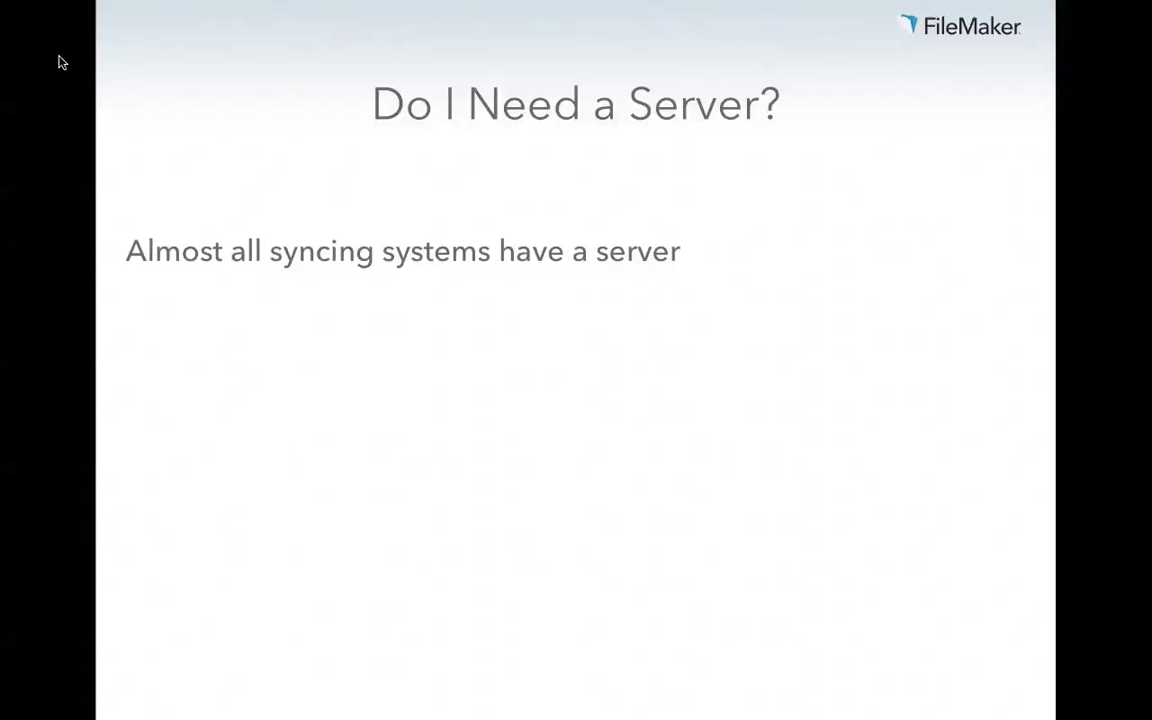 FileMaker
Do I Need a Server?
Almost all syncing systems have a server